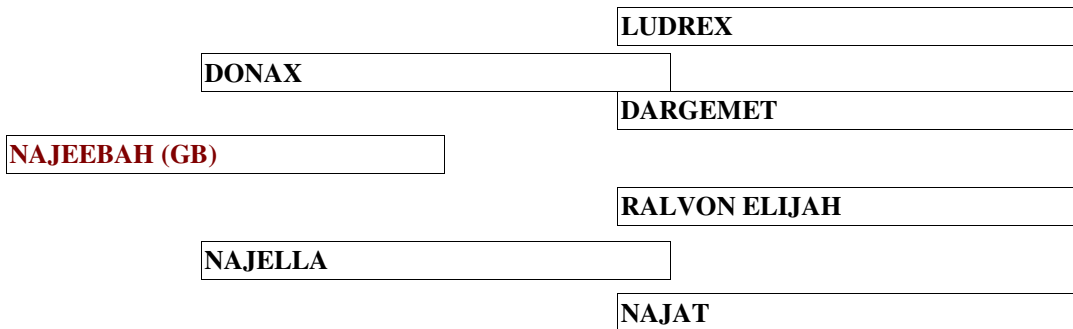 LUDREX
DONAX
DARGEMET
NAJEEBAH (GB)
RALVON ELIJAH
NAJELLA
NAJAT